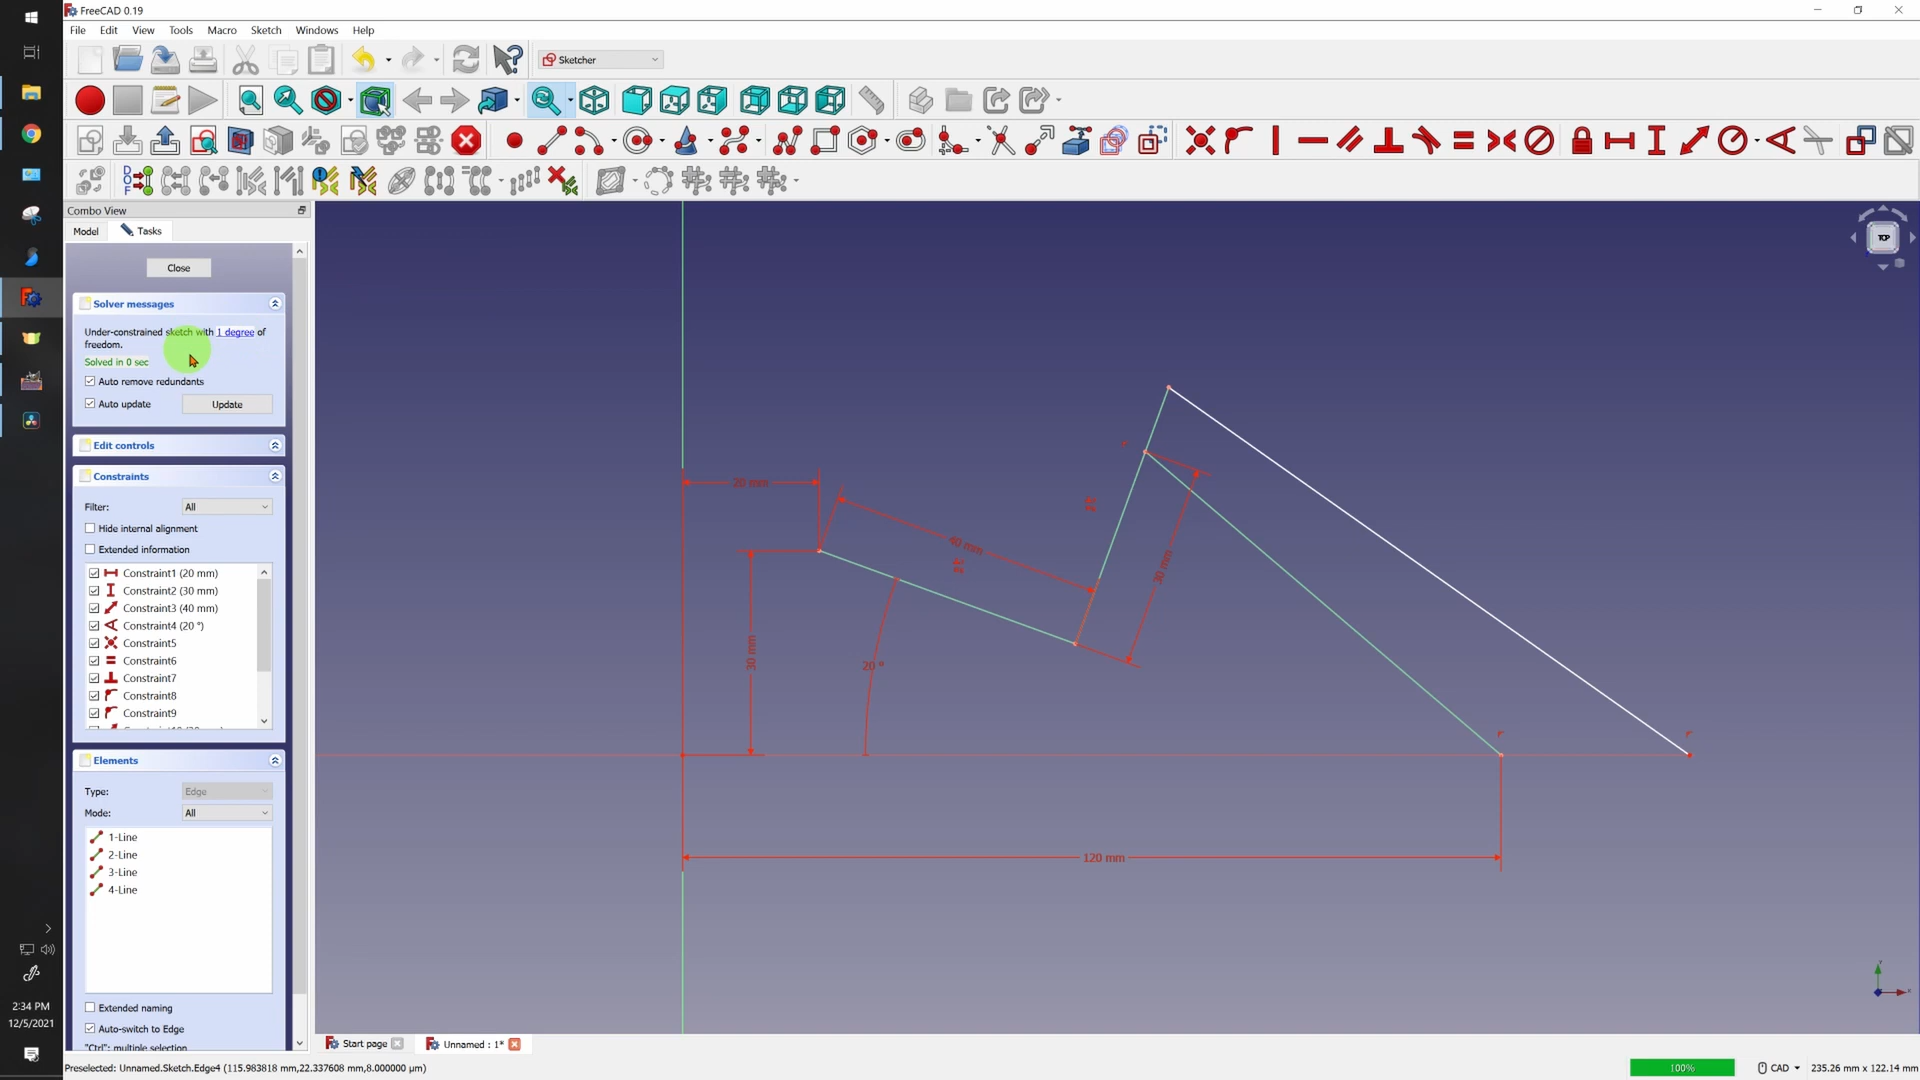 FreeCAD 0.19
File Edit View Tools Macro Sketch Windows Help
Sketcher
Combo View
Model Tasks
Close
Solver messages
Under-constrained sketch with 1 degree of
freedom.
Solved in 0 sec
Auto remove redundants
Auto update Update
Edit controls
Constraints
Filter: All
Hide internal alignment
Extended information
Constraint1 (20 mm)
Constraint2 (30 mm)
Constraint3 (40 mm)
Constraint4 (20 °)
Constraint5
Constraint6
Constraint7
Constraint8
Constraint9
Elements
Type: Edge
Mode: All
1-Line
2-Line
3-Line
4-Line
Extended naming
Auto-switch to Edge
"Ctrl": multiple selection
TOP
20 mm
40 mm
30 mm
30 mm
20 °
120 mm
2:34 PM
12/5/2021
Start page Unnamed : 1*
Preselected: Unnamed.Sketch.Edge4 (115.983818 mm,22.337608 mm,8.000000 μm)
100% CAD 235.26 mm x 122.14 mm